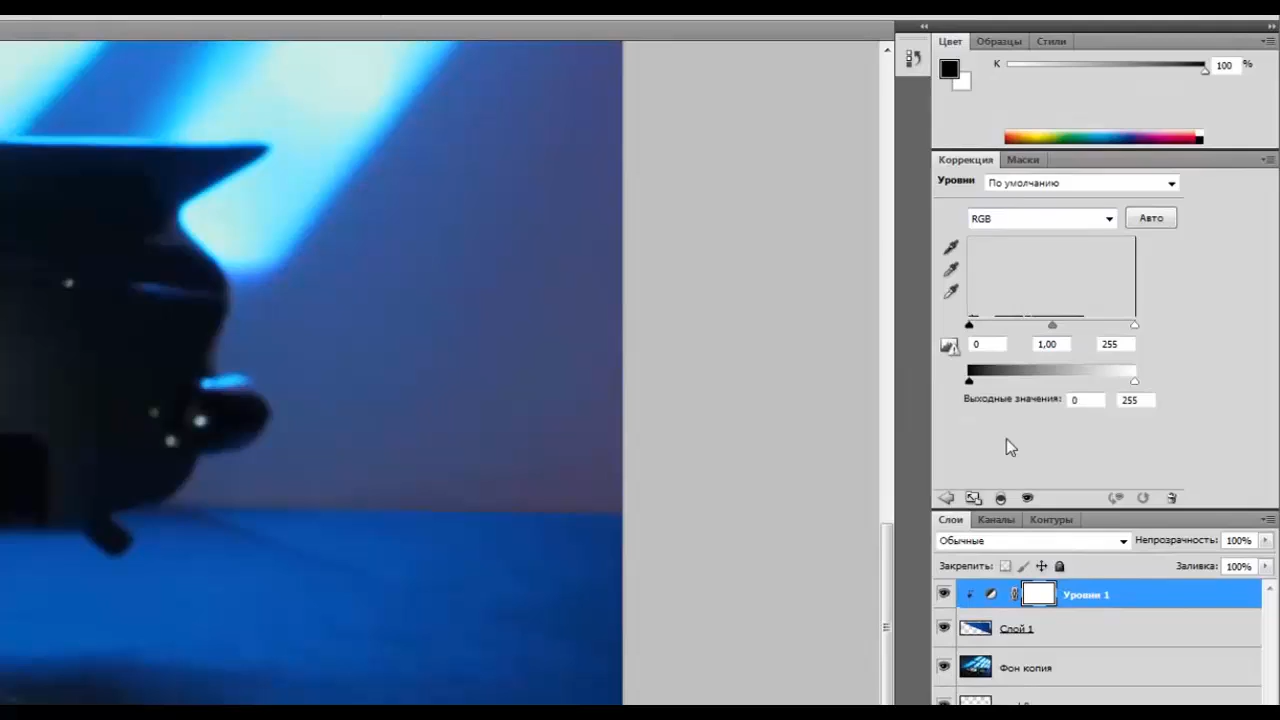 Цвет Образцы Стили
K 100 %
Коррекция Маски
Уровни По умолчанию
RGB Авто
0 1,00 255
Выходные значения: 0 255
Слои Каналы Контуры
Обычные Непрозрачность: 100%
Закрепить: Заливка: 100%
Уровни 1
Слой 1
Фон копия